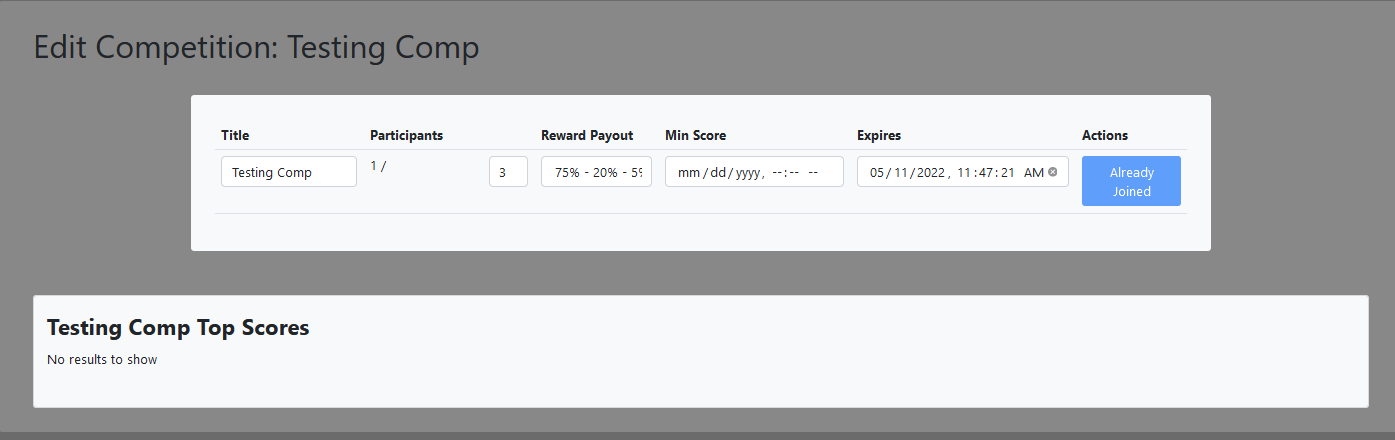 Edit Competition: Testing Comp
Title Participants Reward Payout Min Score Expires Actions
Testing Comp 1 / 3 75% - 20% - 5% mm/dd/yyyy, --:-- -- 05/11/2022, 11:47:21 AM Already
Joined
Testing Comp Top Scores
No results to show